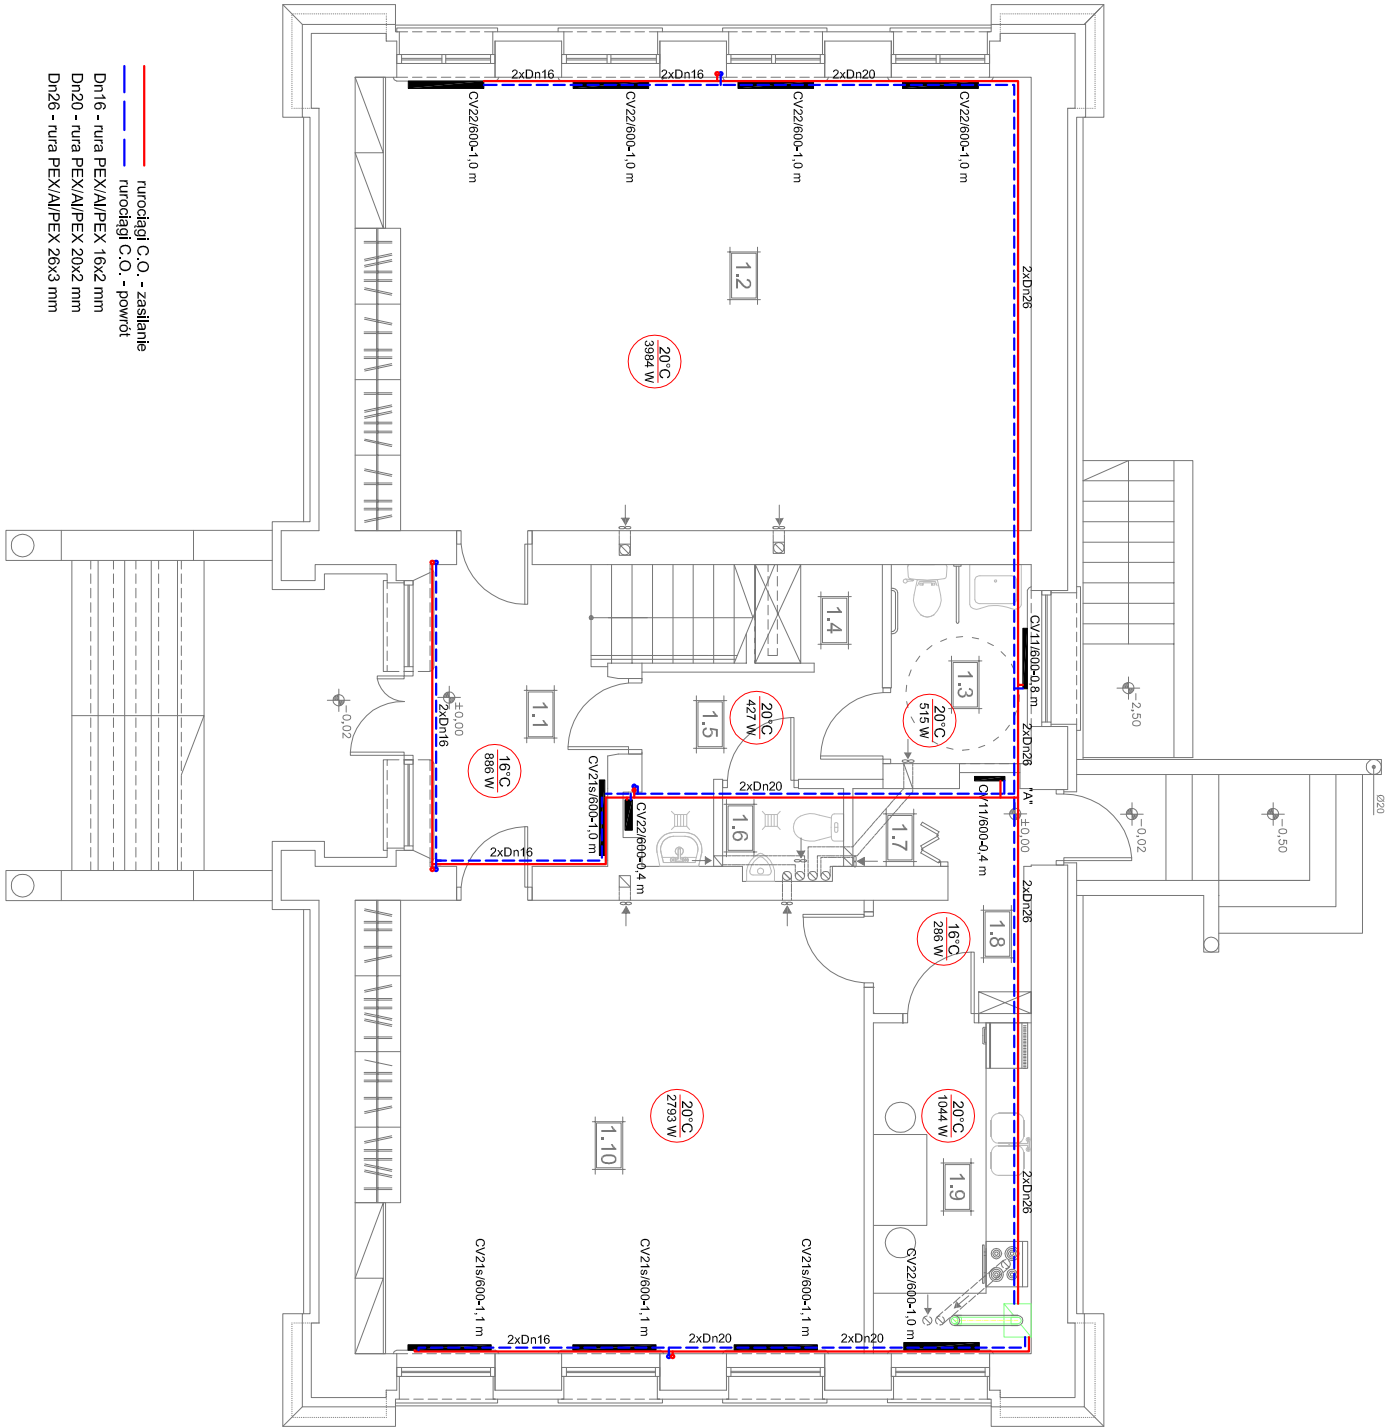 2xDn16
2xDn16
2xDn20
CV22/600-1,0 m
CV22/600-1,0 m
CV22/600-1,0 m
CV22/600-1,0 m
rurociągi C.O. - zasilanie
rurociągi C.O. - powrót
Dn16 - rura PEX/Al/PEX 16x2 mm
Dn20 - rura PEX/Al/PEX 20x2 mm
Dn26 - rura PEX/Al/PEX 26x3 mm
1.2
2xDn26
20°C
3984 W
1.4
CV11/600-0,8 m
1.3
-2,50
1.1
±0,00
-0,02
2xDn16
1.5
20°C
427 W
20°C
515 W
2xDn26
16°C
886 W
CV21s/600-1,0 m
2xDn20
"A"
Ø20
CV22/600-0,4 m
1.6
1.7
CV11/600-0,4 m
±0,00
-0,02
-0,50
2xDn16
2xDn26
1.8
16°C
286 W
20°C
2793 W
20°C
1044 W
1.10
1.9
2xDn26
CV21s/600-1,1 m
CV21s/600-1,1 m
CV21s/600-1,1 m
CV22/600-1,0 m
2xDn16
2xDn20
2xDn20